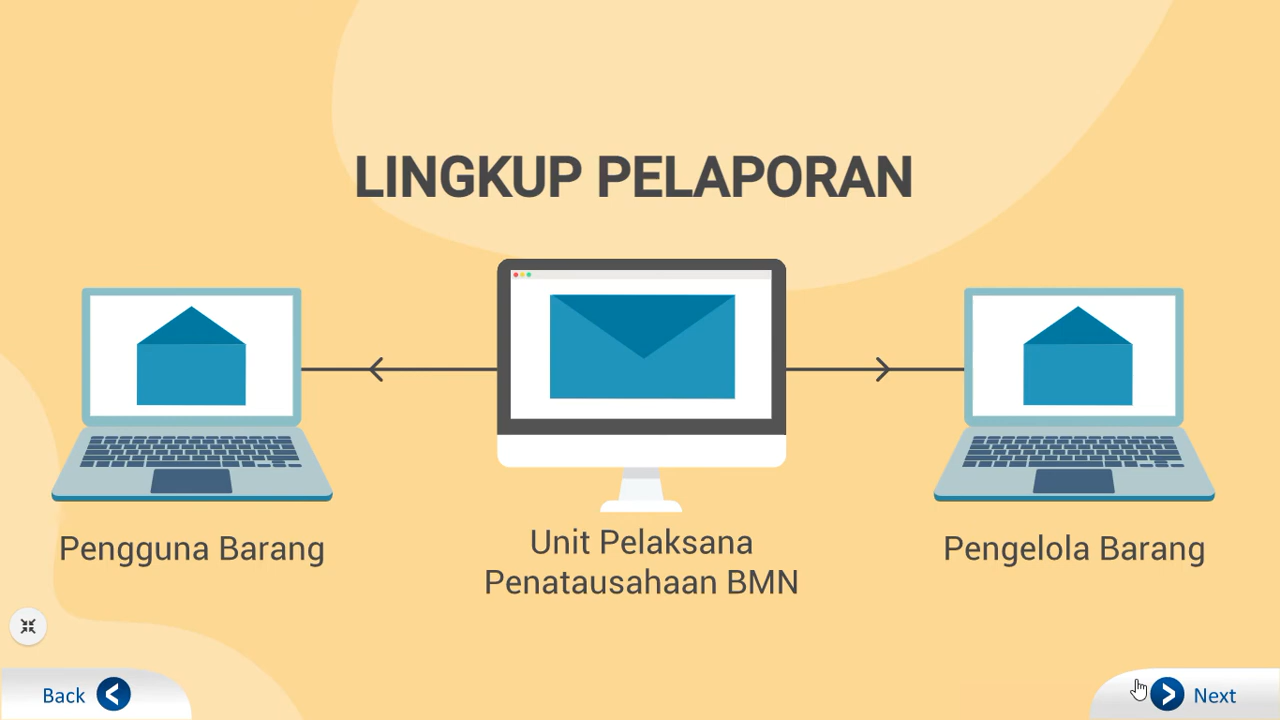 LINGKUP PELAPORAN
Pengguna Barang
Unit Pelaksana
Penatausahaan BMN
Pengelola Barang
Back
Next